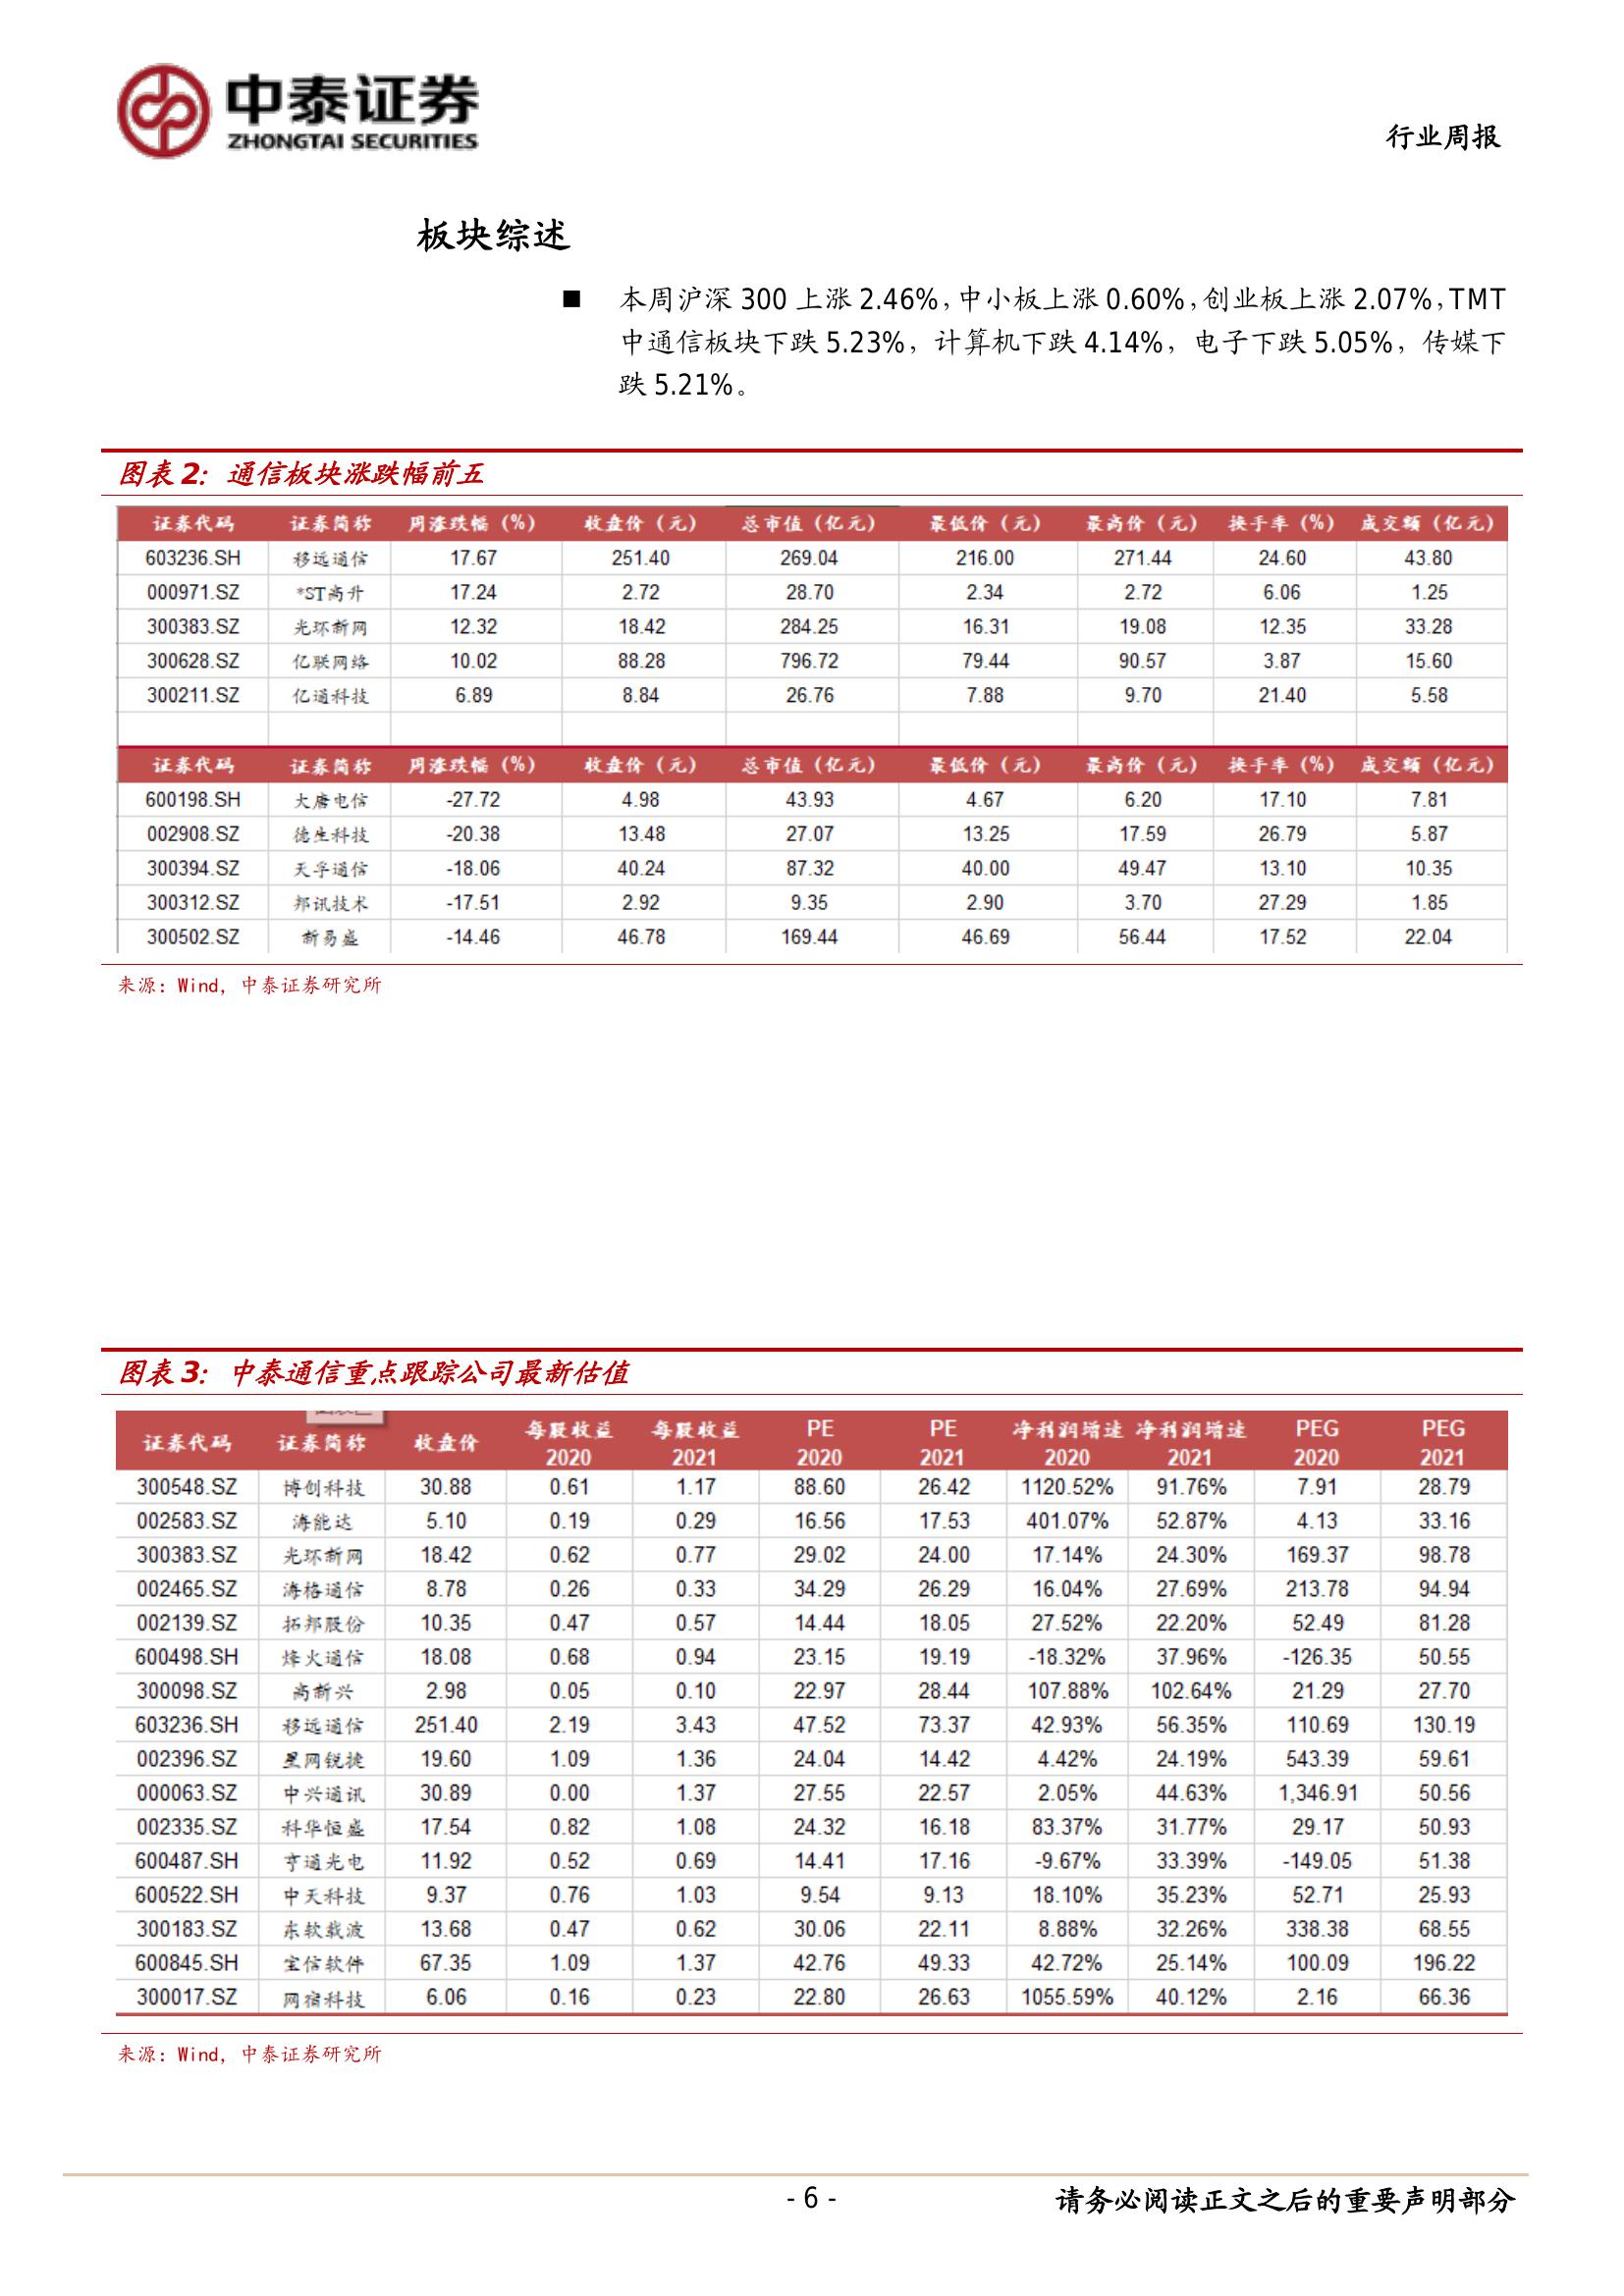 中泰证券
ZHONGTAI SECURITIES
行业周报
板块综述
■ 本周沪深 300 上涨 2.46%，中小板上涨 0.60%，创业板上涨 2.07%，TMT
中通信板块下跌 5.23%，计算机下跌 4.14%，电子下跌 5.05%，传媒下
跌 5.21%。
图表 2：通信板块涨跌幅前五
证券代码 证券简称 周涨跌幅（%） 收盘价（元） 总市值（亿元） 最低价（元） 最高价（元） 换手率（%） 成交额（亿元）
603236.SH 移远通信 17.67 251.40 269.04 216.00 271.44 24.60 43.80
000971.SZ *ST高升 17.24 2.72 28.70 2.34 2.72 6.06 1.25
300383.SZ 光环新网 12.32 18.42 284.25 16.31 19.08 12.35 33.28
300628.SZ 亿联网络 10.02 88.28 796.72 79.44 90.57 3.87 15.60
300211.SZ 亿通科技 6.89 8.84 26.76 7.88 9.70 21.40 5.58
证券代码 证券简称 周涨跌幅（%） 收盘价（元） 总市值（亿元） 最低价（元） 最高价（元） 换手率（%） 成交额（亿元）
600198.SH 大唐电信 -27.72 4.98 43.93 4.67 6.20 17.10 7.81
002908.SZ 德生科技 -20.38 13.48 27.07 13.25 17.59 26.79 5.87
300394.SZ 天孚通信 -18.06 40.24 87.32 40.00 49.47 13.10 10.35
300312.SZ 邦讯技术 -17.51 2.92 9.35 2.90 3.70 27.29 1.85
300502.SZ 新易盛 -14.46 46.78 169.44 46.69 56.44 17.52 22.04
来源：Wind，中泰证券研究所
图表 3：中泰通信重点跟踪公司最新估值
证券代码 证券简称 收盘价 每股收益 每股收益 PE PE 净利润增速 净利润增速 PEG PEG
2020 2021 2020 2021 2020 2021 2020 2021
300548.SZ 博创科技 30.88 0.61 1.17 88.60 26.42 1120.52% 91.76% 7.91 28.79
002583.SZ 海能达 5.10 0.19 0.29 16.56 17.53 401.07% 52.87% 4.13 33.16
300383.SZ 光环新网 18.42 0.62 0.77 29.02 24.00 17.14% 24.30% 169.37 98.78
002465.SZ 海格通信 8.78 0.26 0.33 34.29 26.29 16.04% 27.69% 213.78 94.94
002139.SZ 拓邦股份 10.35 0.47 0.57 14.44 18.05 27.52% 22.20% 52.49 81.28
600498.SH 烽火通信 18.08 0.68 0.94 23.15 19.19 -18.32% 37.96% -126.35 50.55
300098.SZ 高新兴 2.98 0.05 0.10 22.97 28.44 107.88% 102.64% 21.29 27.70
603236.SH 移远通信 251.40 2.19 3.43 47.52 73.37 42.93% 56.35% 110.69 130.19
002396.SZ 星网锐捷 19.60 1.09 1.36 24.04 14.42 4.42% 24.19% 543.39 59.61
000063.SZ 中兴通讯 30.89 0.00 1.37 27.55 22.57 2.05% 44.63% 1,346.91 50.56
002335.SZ 科华恒盛 17.54 0.82 1.08 24.32 16.18 83.37% 31.77% 29.17 50.93
600487.SH 亨通光电 11.92 0.52 0.69 14.41 17.16 -9.67% 33.39% -149.05 51.38
600522.SH 中天科技 9.37 0.76 1.03 9.54 9.13 18.10% 35.23% 52.71 25.93
300183.SZ 东软载波 13.68 0.47 0.62 30.06 22.11 8.88% 32.26% 338.38 68.55
600845.SH 宝信软件 67.35 1.09 1.37 42.76 49.33 42.72% 25.14% 100.09 196.22
300017.SZ 网宿科技 6.06 0.16 0.23 22.80 26.63 1055.59% 40.12% 2.16 66.36
来源：Wind，中泰证券研究所
- 6 -
请务必阅读正文之后的重要声明部分